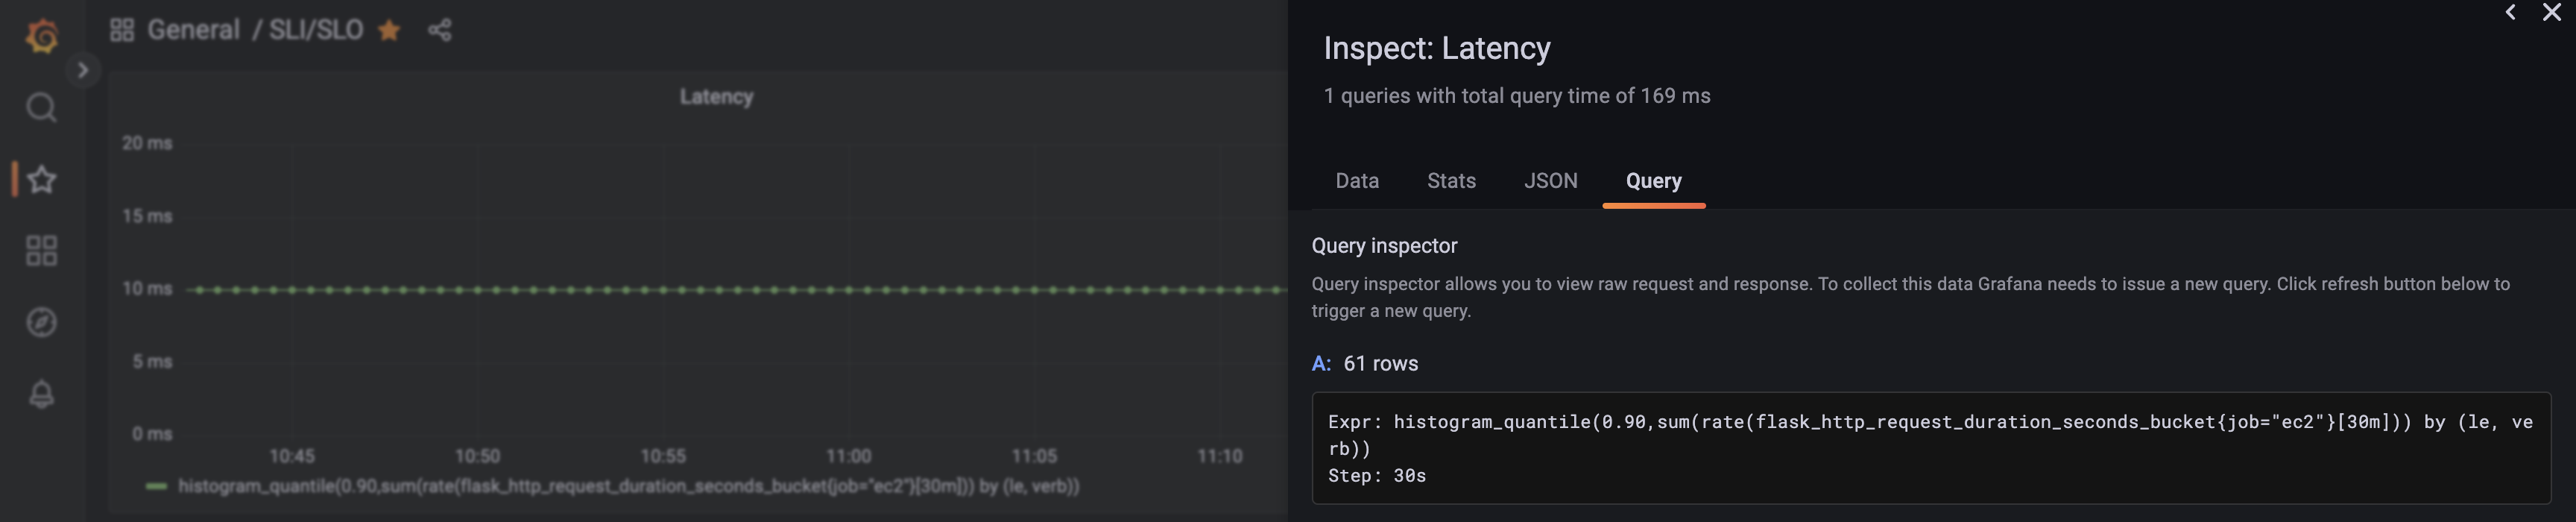 General / SLI/SLO
Latency
20 ms
15 ms
10 ms
5 ms
0 ms
10:45 10:50 10:55 11:00 11:05 11:10
histogram_quantile(0.90,sum(rate(flask_http_request_duration_seconds_bucket{job="ec2"}[30m])) by (le, verb))
Inspect: Latency
1 queries with total query time of 169 ms
Data Stats JSON Query
Query inspector
Query inspector allows you to view raw request and response. To collect this data Grafana needs to issue a new query. Click refresh button below to
trigger a new query.
A: 61 rows
Expr: histogram_quantile(0.90,sum(rate(flask_http_request_duration_seconds_bucket{job="ec2"}[30m])) by (le, ve
rb))
Step: 30s